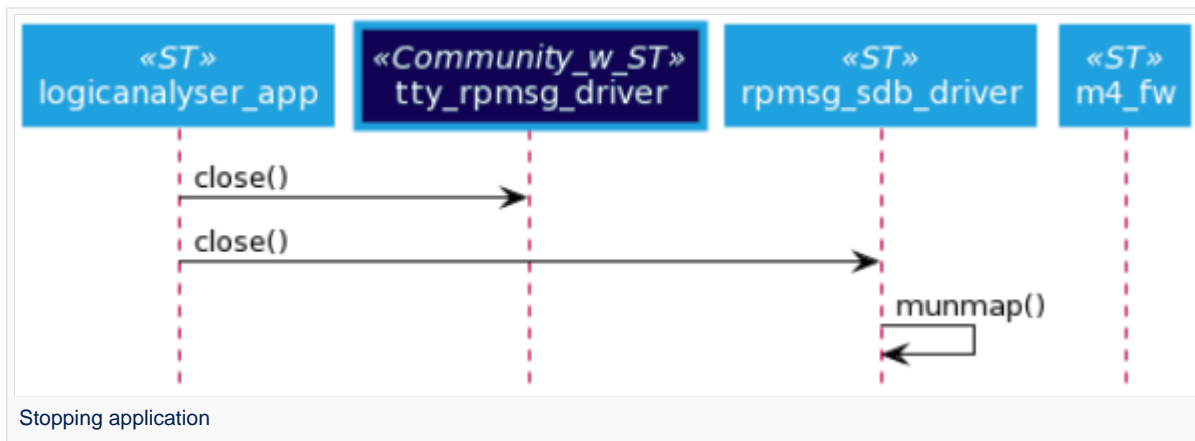 «ST»
logicanalyser_app
«Community_w_ST»
tty_rpmsg_driver
«ST»
rpmsg_sdb_driver
«ST»
m4_fw
close()
close()
munmap()
Stopping application